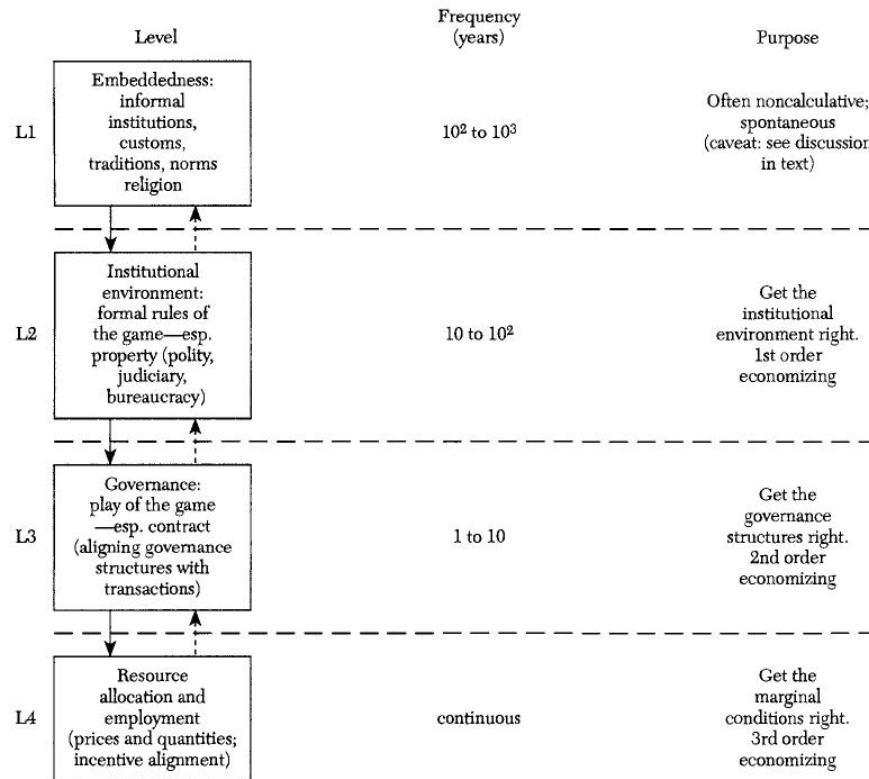 Level
Frequency
(years)
Purpose
L1
Embeddedness:
informal
institutions,
customs,
traditions, norms
religion
10² to 10³
Often noncalculative;
spontaneous
(caveat: see discussion
in text)
L2
Institutional
environment:
formal rules of
the game—esp.
property (polity,
judiciary,
bureaucracy)
10 to 10²
Get the
institutional
environment right.
1st order
economizing
L3
Governance:
play of the game
—esp. contract
(aligning governance
structures with
transactions)
1 to 10
Get the
governance
structures right.
2nd order
economizing
L4
Resource
allocation and
employment
(prices and quantities;
incentive alignment)
continuous
Get the
marginal
conditions right.
3rd order
economizing